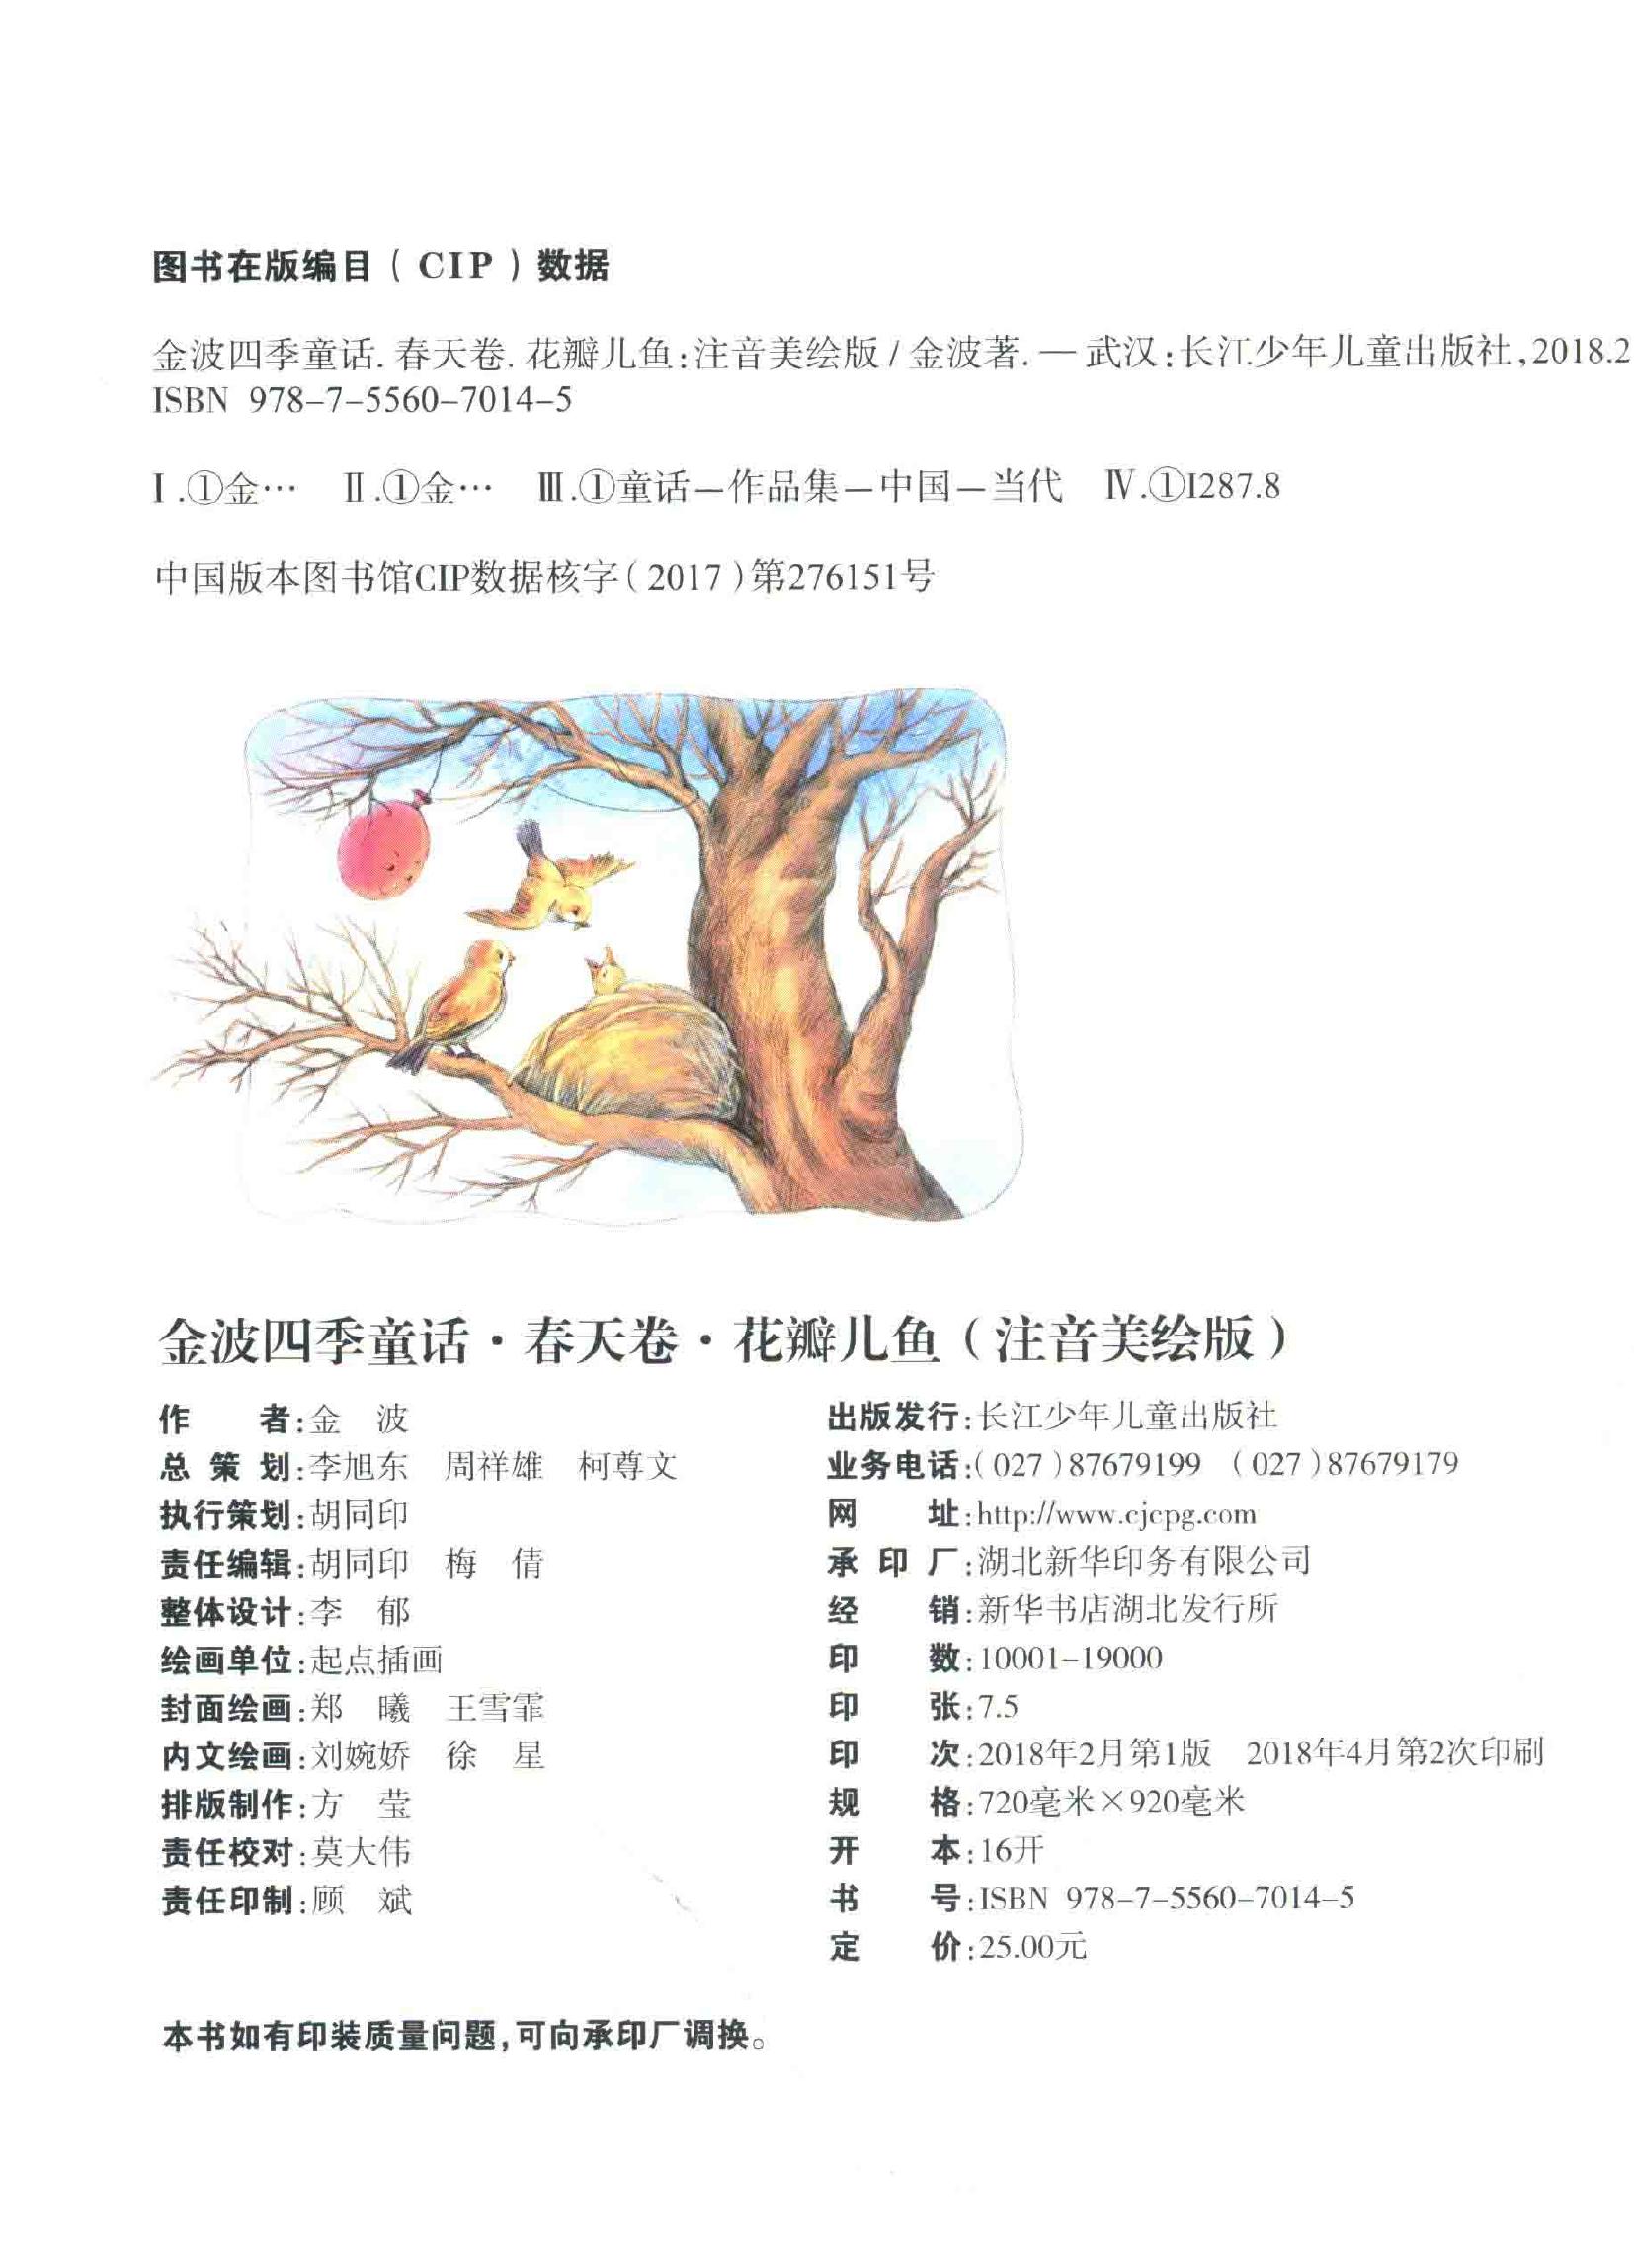 图书在版编目（CIP）数据
金波四季童话. 春天卷. 花瓣儿鱼:注音美绘版 / 金波著. — 武汉:长江少年儿童出版社,2018.2
ISBN 978-7-5560-7014-5
Ⅰ.①金… Ⅱ.①金… Ⅲ.①童话－作品集－中国－当代 Ⅳ.①I287.8
中国版本图书馆CIP数据核字（2017）第276151号
金波四季童话·春天卷·花瓣儿鱼（注音美绘版）
作 者:金 波
总 策 划:李旭东 周祥雄 柯尊文
执行策划:胡同印
责任编辑:胡同印 梅 倩
整体设计:李 郁
绘画单位:起点插画
封面绘画:郑 曦 王雪霏
内文绘画:刘婉娇 徐 星
排版制作:方 莹
责任校对:莫大伟
责任印制:顾 斌
出版发行:长江少年儿童出版社
业务电话:（027）87679199 （027）87679179
网 址:http://www.cjcpg.com
承 印 厂:湖北新华印务有限公司
经 销:新华书店湖北发行所
印 数:10001-19000
印 张:7.5
印 次:2018年2月第1版 2018年4月第2次印刷
规 格:720毫米×920毫米
开 本:16开
书 号:ISBN 978-7-5560-7014-5
定 价:25.00元
本书如有印装质量问题,可向承印厂调换。